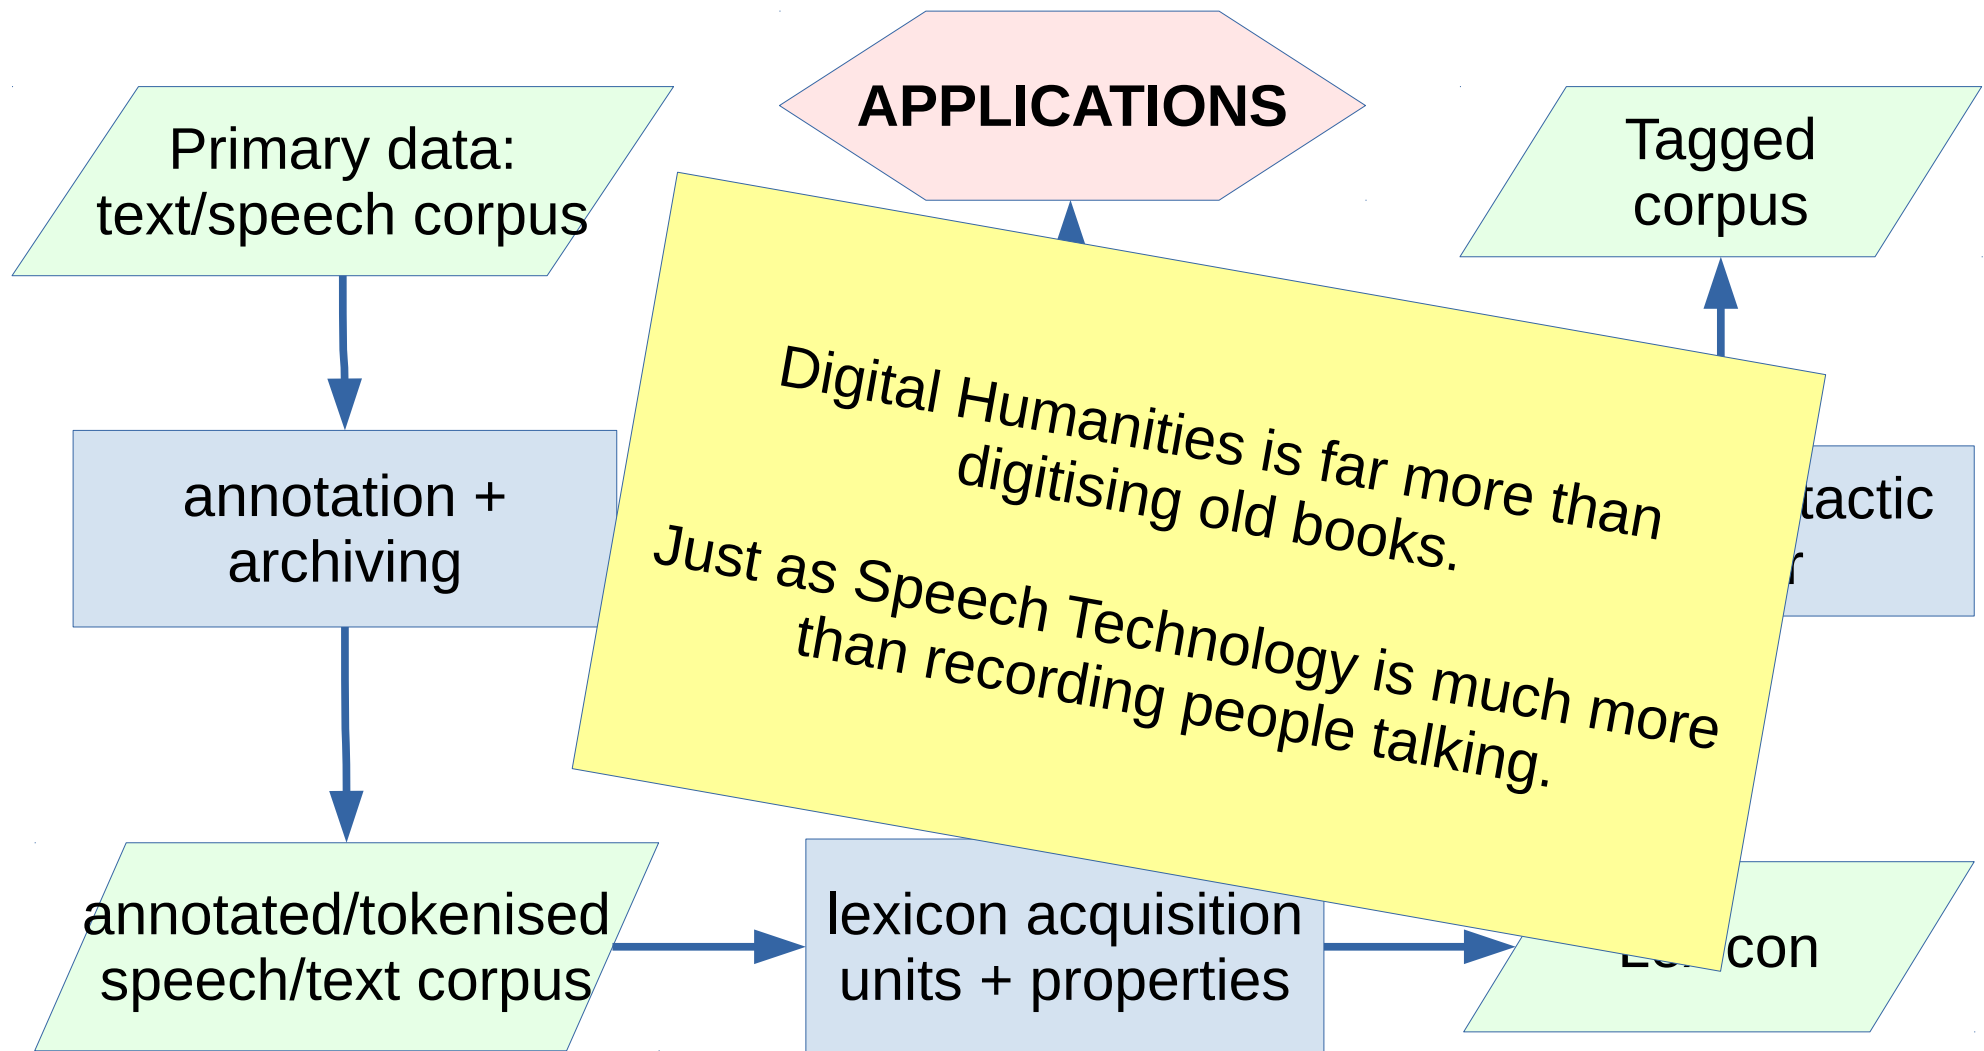 APPLICATIONS
Primary data:
text/speech corpus
Tagged
corpus
Digital Humanities is far more than
digitising old books.
Just as Speech Technology is much more
than recording people talking.
annotation +
archiving
tactic
r
annotated/tokenised
speech/text corpus
lexicon acquisition
units + properties
Lexicon